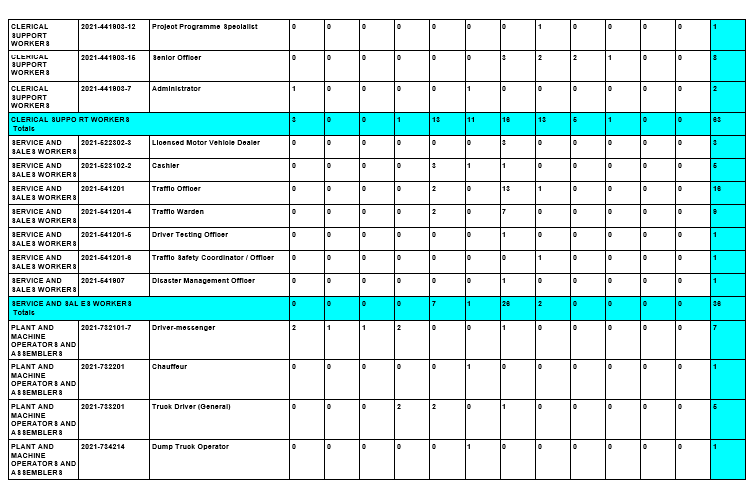 CLERICAL 2021-441903-12 Project Programme Specialist 0 0 0 0 0 0 0 1 0 0 0 0 1
SUPPORT
WORKERS
CLERICAL 2021-441903-15 Senior Officer 0 0 0 0 0 0 3 2 2 1 0 0 8
SUPPORT
WORKERS
CLERICAL 2021-441903-7 Administrator 1 0 0 0 0 1 0 0 0 0 0 0 2
SUPPORT
WORKERS
CLERICAL SUPPORT WORKERS 3 0 0 1 13 11 16 13 5 1 0 0 63
Totals
SERVICE AND 2021-522302-3 Licensed Motor Vehicle Dealer 0 0 0 0 0 0 3 0 0 0 0 0 3
SALES WORKERS
SERVICE AND 2021-523102-2 Cashier 0 0 0 0 3 1 1 0 0 0 0 0 5
SALES WORKERS
SERVICE AND 2021-541201 Traffic Officer 0 0 0 0 2 0 13 1 0 0 0 0 16
SALES WORKERS
SERVICE AND 2021-541201-4 Traffic Warden 0 0 0 0 2 0 7 0 0 0 0 0 9
SALES WORKERS
SERVICE AND 2021-541201-5 Driver Testing Officer 0 0 0 0 0 0 1 0 0 0 0 0 1
SALES WORKERS
SERVICE AND 2021-541201-6 Traffic Safety Coordinator / Officer 0 0 0 0 0 0 0 1 0 0 0 0 1
SALES WORKERS
SERVICE AND 2021-541907 Disaster Management Officer 0 0 0 0 0 0 1 0 0 0 0 0 1
SALES WORKERS
SERVICE AND SALES WORKERS 0 0 0 0 7 1 26 2 0 0 0 0 36
Totals
PLANT AND 2021-732101-7 Driver-messenger 2 1 1 2 0 0 1 0 0 0 0 0 7
MACHINE
OPERATORS AND
ASSEMBLERS
PLANT AND 2021-732201 Chauffeur 0 0 0 0 0 1 0 0 0 0 0 0 1
MACHINE
OPERATORS AND
ASSEMBLERS
PLANT AND 2021-733201 Truck Driver (General) 0 0 0 2 2 0 1 0 0 0 0 0 5
MACHINE
OPERATORS AND
ASSEMBLERS
PLANT AND 2021-734214 Dump Truck Operator 0 0 0 0 0 1 0 0 0 0 0 0 1
MACHINE
OPERATORS AND
ASSEMBLERS